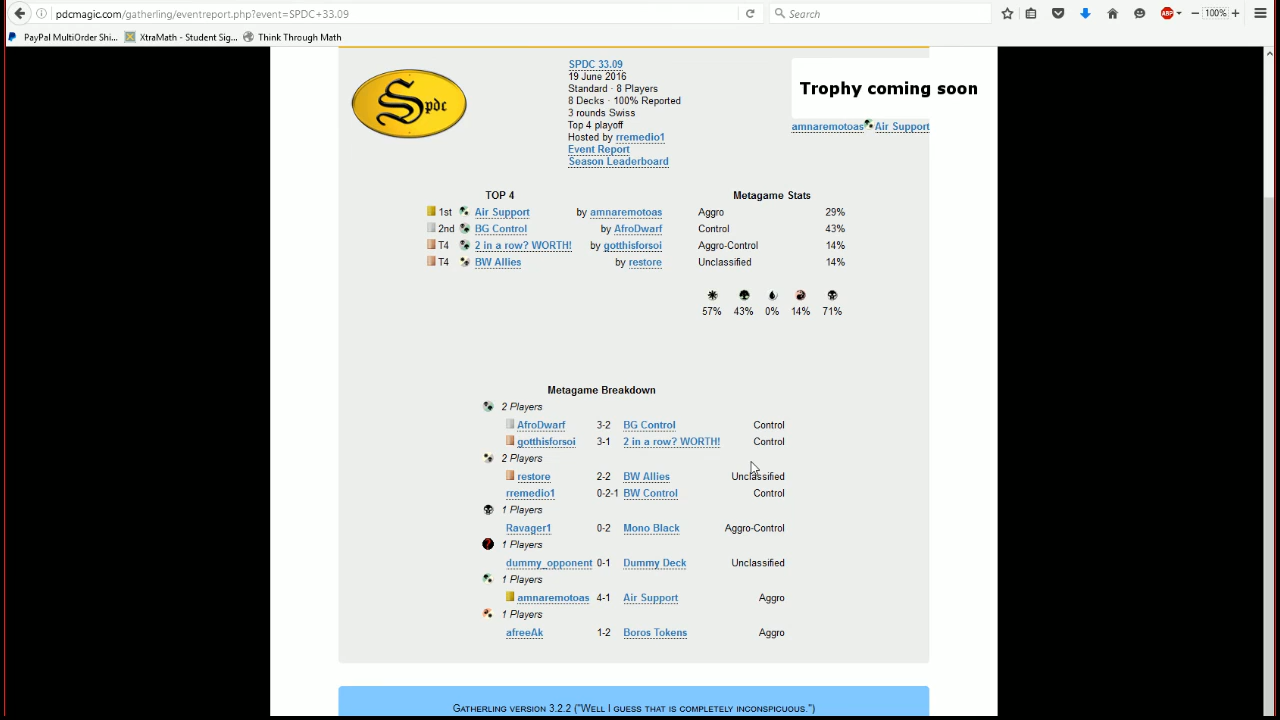 pdcmagic.com/gatherling/eventreport.php?event=SPDC+33.09
Search
ABP
100%
PayPal MultiOrder Shi...
XtraMath - Student Sig...
Think Through Math
Spdc
SPDC 33.09
19 June 2016
Standard · 8 Players
8 Decks · 100% Reported
3 rounds Swiss
Top 4 playoff
Hosted by rremedio1
Event Report
Season Leaderboard
Trophy coming soon
amnaremotoas Air Support
TOP 4
1st Air Support by amnaremotoas
2nd BG Control by AfroDwarf
T4 2 in a row? WORTH! by gotthisforsoi
T4 BW Allies by restore
Metagame Stats
Aggro 29%
Control 43%
Aggro-Control 14%
Unclassified 14%
57% 43% 0% 14% 71%
Metagame Breakdown
2 Players
AfroDwarf 3-2 BG Control Control
gotthisforsoi 3-1 2 in a row? WORTH! Control
2 Players
restore 2-2 BW Allies Unclassified
rremedio1 0-2-1 BW Control Control
1 Players
Ravager1 0-2 Mono Black Aggro-Control
1 Players
dummy_opponent 0-1 Dummy Deck Unclassified
1 Players
amnaremotoas 4-1 Air Support Aggro
1 Players
afreeAk 1-2 Boros Tokens Aggro
Gatherling version 3.2.2 ("Well I guess that is completely inconspicuous.")